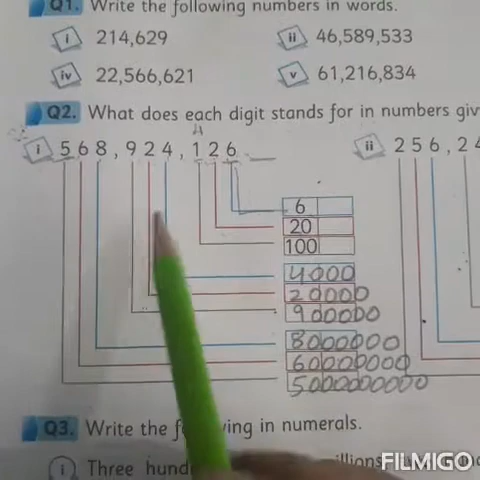 Q1. Write the following numbers in words.
i 214,629 ii 46,589,533
iv 22,566,621 v 61,216,834
Q2. What does each digit stands for in numbers giv
H
i 568,924,126 ii 256,24
6
20
100
4000
20000
900000
8000000
60000000
5000000000
Q3. Write the ing in numerals.
i Three hund illions
FILMIGO